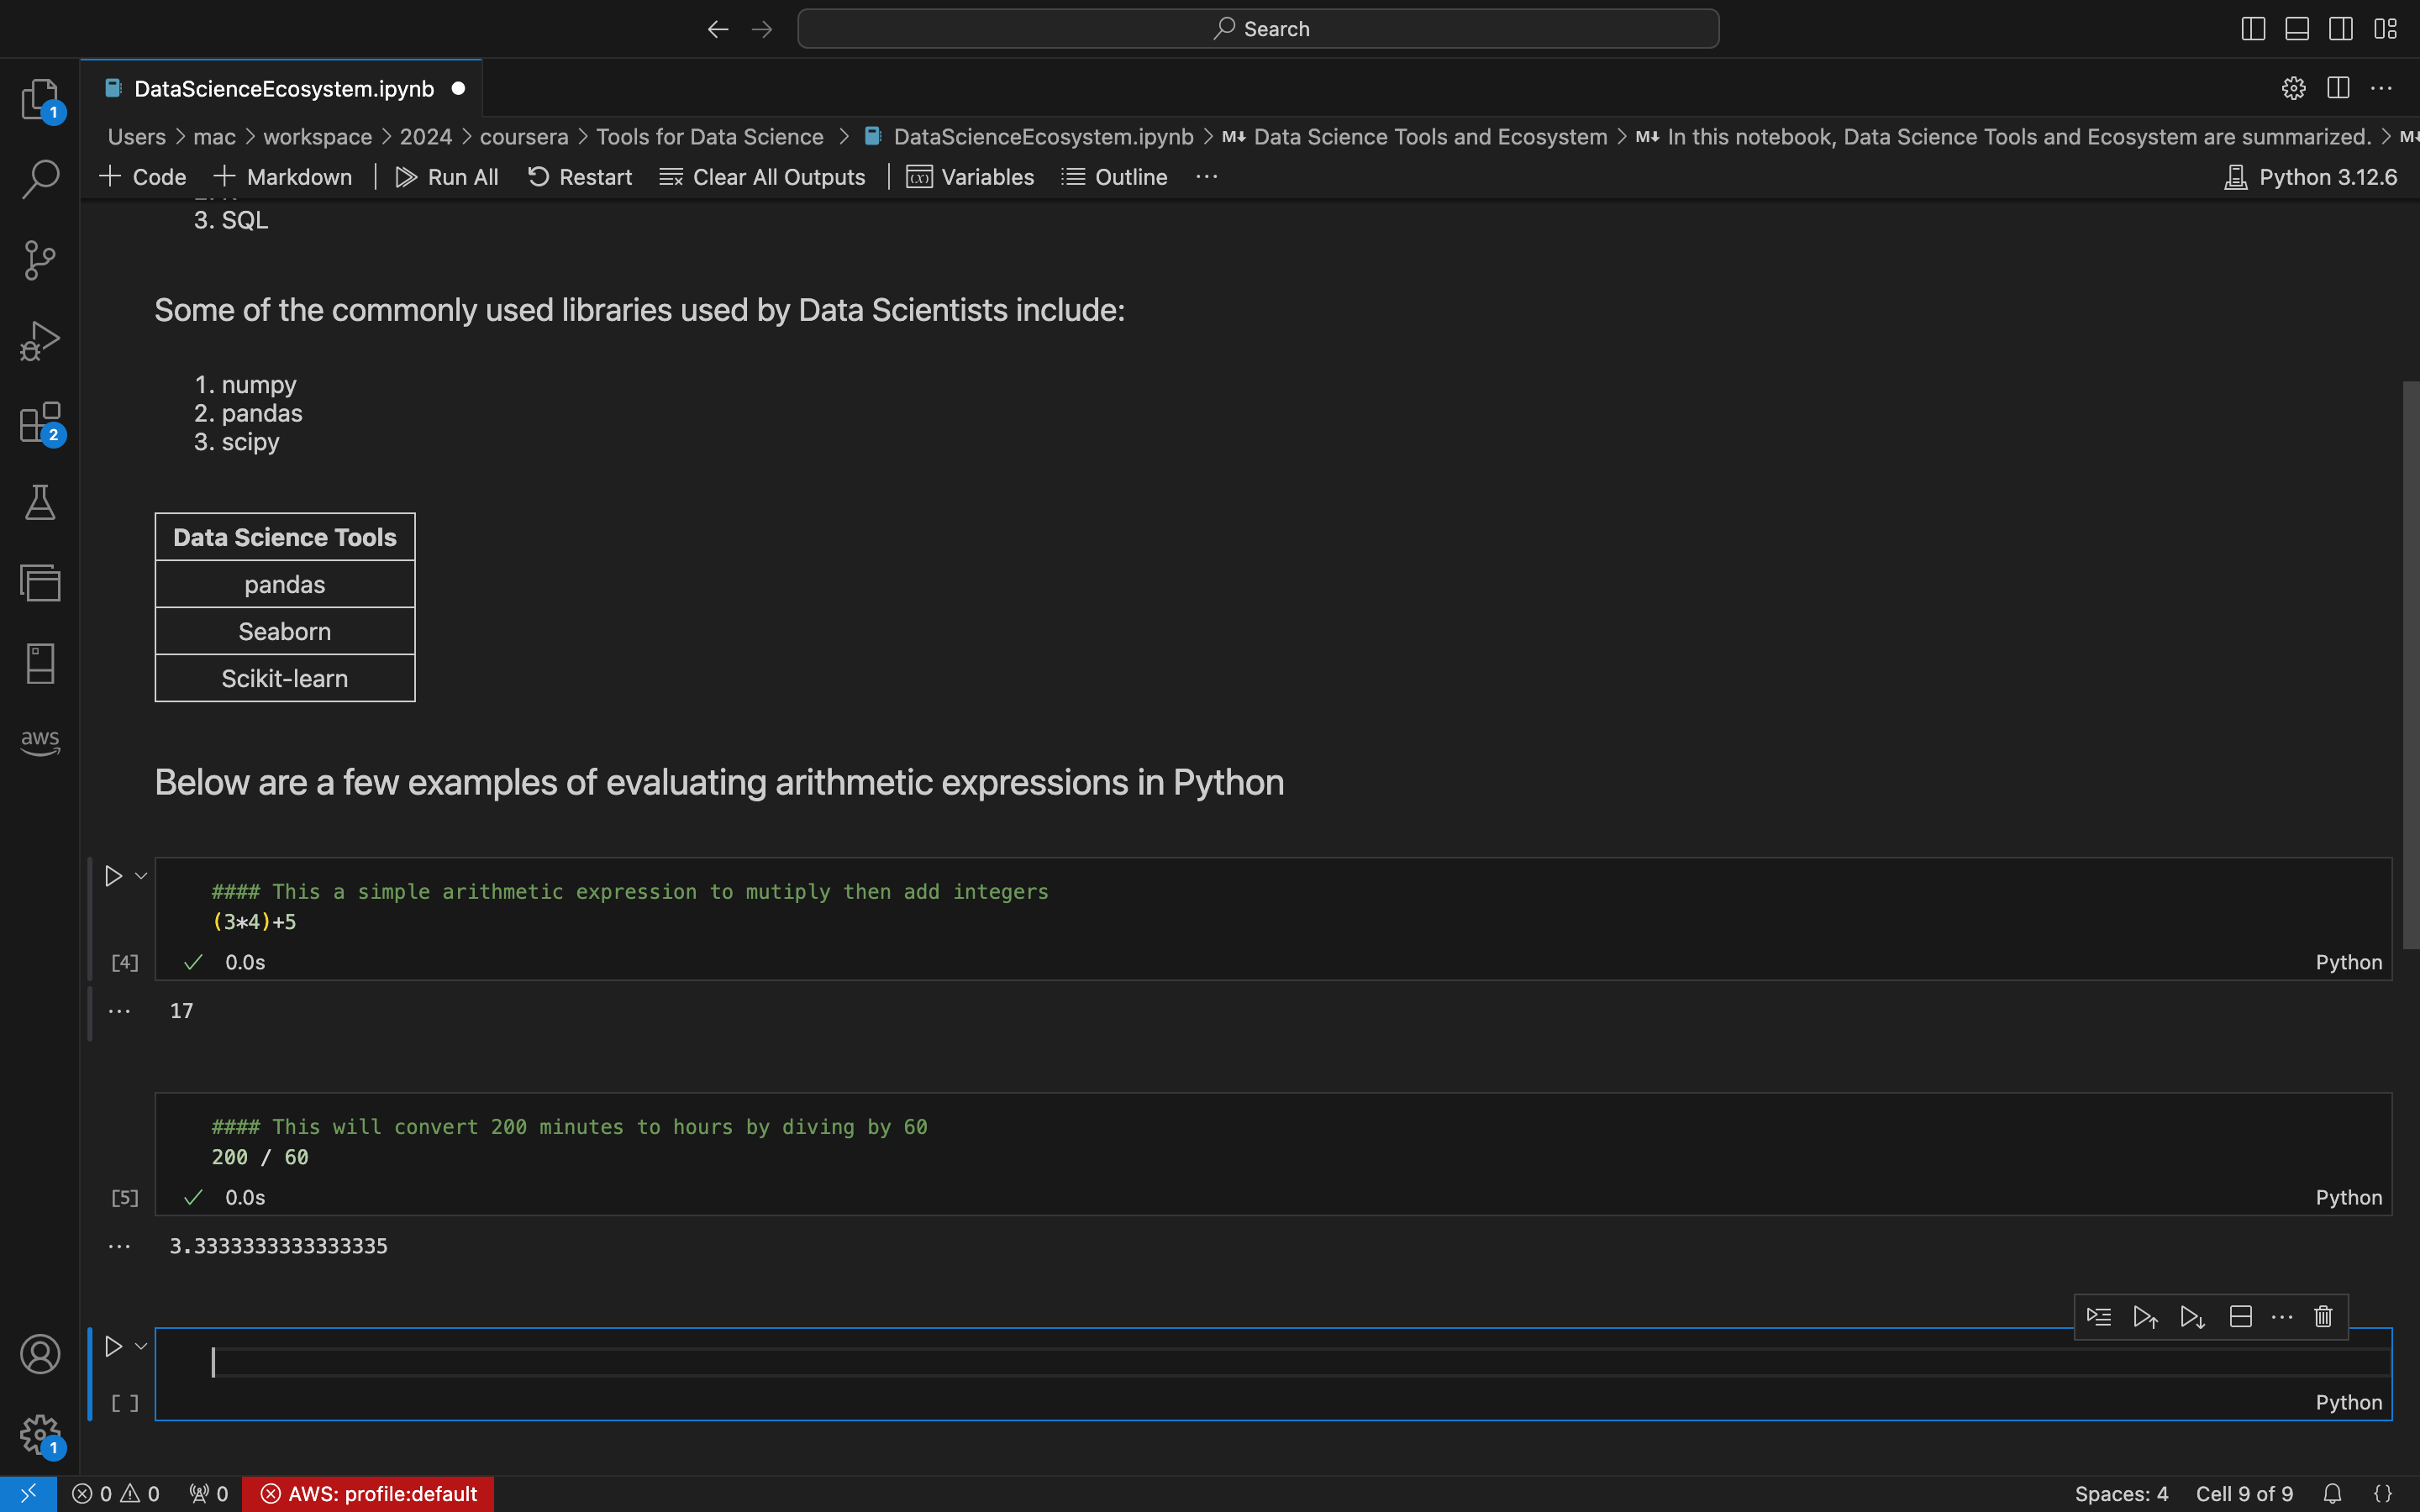 Search
DataScienceEcosystem.ipynb
Users > mac > workspace > 2024 > coursera > Tools for Data Science > DataScienceEcosystem.ipynb > M↓ Data Science Tools and Ecosystem > M↓ In this notebook, Data Science Tools and Ecosystem are summarized. >
+ Code + Markdown Run All Restart Clear All Outputs Variables Outline ··· Python 3.12.6
3. SQL
Some of the commonly used libraries used by Data Scientists include:
1. numpy
2. pandas
3. scipy
Data Science Tools
pandas
Seaborn
Scikit-learn
Below are a few examples of evaluating arithmetic expressions in Python
#### This a simple arithmetic expression to mutiply then add integers
(3*4)+5
[4] ✓ 0.0s Python
··· 17
#### This will convert 200 minutes to hours by diving by 60
200 / 60
[5] ✓ 0.0s Python
··· 3.3333333333333335
[ ] Python
1
2
aws
1
0 0 0 AWS: profile:default Spaces: 4 Cell 9 of 9 {}